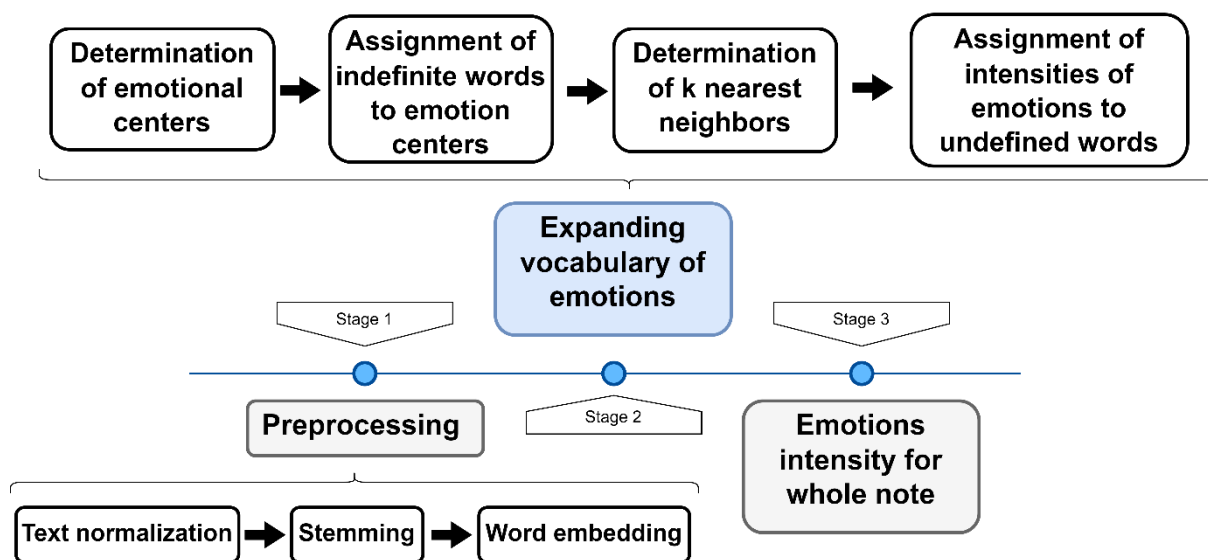 Determination
of emotional
centers
Assignment of
indefinite words
to emotion
centers
Determination
of k nearest
neighbors
Assignment of
intensities of
emotions to
undefined words
Expanding
vocabulary of
emotions
Stage 1
Stage 3
Preprocessing
Stage 2
Emotions
intensity for
whole note
Text normalization
Stemming
Word embedding